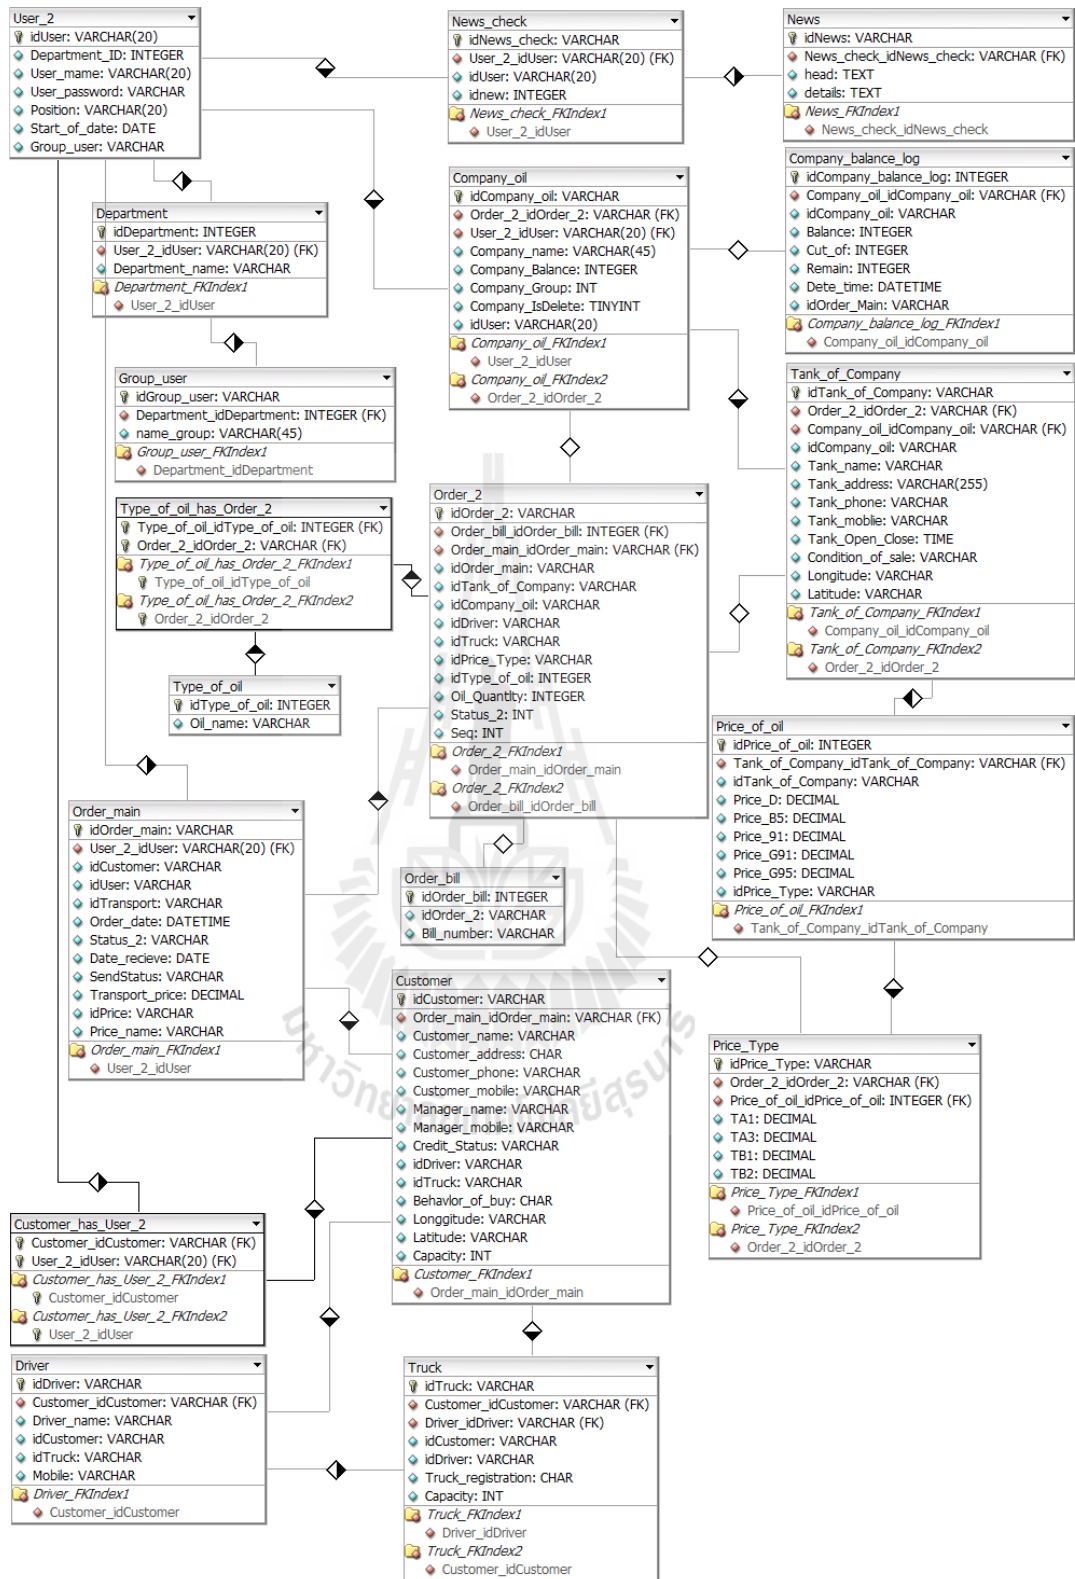 User_2
idUser: VARCHAR(20)
Department_ID: INTEGER
User_mame: VARCHAR(20)
User_password: VARCHAR
Position: VARCHAR(20)
Start_of_date: DATE
Group_user: VARCHAR
News_check
idNews_check: VARCHAR
User_2_idUser: VARCHAR(20) (FK)
idUser: VARCHAR(20)
idnew: INTEGER
News_check_FKIndex1
User_2_idUser
News
idNews: VARCHAR
News_check_idNews_check: VARCHAR (FK)
head: TEXT
details: TEXT
News_FKIndex1
News_check_idNews_check
Company_balance_log
idCompany_balance_log: INTEGER
Company_oil_idCompany_oil: VARCHAR (FK)
idCompany_oil: VARCHAR
Balance: INTEGER
Cut_of: INTEGER
Remain: INTEGER
Dete_time: DATETIME
idOrder_Main: VARCHAR
Company_balance_log_FKIndex1
Company_oil_idCompany_oil
Company_oil
idCompany_oil: VARCHAR
Order_2_idOrder_2: VARCHAR (FK)
User_2_idUser: VARCHAR(20) (FK)
Company_name: VARCHAR(45)
Company_Balance: INTEGER
Company_Group: INT
Company_IsDelete: TINYINT
idUser: VARCHAR(20)
Company_oil_FKIndex1
User_2_idUser
Company_oil_FKIndex2
Order_2_idOrder_2
Department
idDepartment: INTEGER
User_2_idUser: VARCHAR(20) (FK)
Department_name: VARCHAR
Department_FKIndex1
User_2_idUser
Group_user
idGroup_user: VARCHAR
Department_idDepartment: INTEGER (FK)
name_group: VARCHAR(45)
Group_user_FKIndex1
Department_idDepartment
Tank_of_Company
idTank_of_Company: VARCHAR
Order_2_idOrder_2: VARCHAR (FK)
Company_oil_idCompany_oil: VARCHAR (FK)
idCompany_oil: VARCHAR
Tank_name: VARCHAR
Tank_address: VARCHAR(255)
Tank_phone: VARCHAR
Tank_moblie: VARCHAR
Tank_Open_Close: TIME
Condition_of_sale: VARCHAR
Longitude: VARCHAR
Latitude: VARCHAR
Tank_of_Company_FKIndex1
Company_oil_idCompany_oil
Tank_of_Company_FKIndex2
Order_2_idOrder_2
Type_of_oil_has_Order_2
Type_of_oil_idType_of_oil: INTEGER (FK)
Order_2_idOrder_2: VARCHAR (FK)
Type_of_oil_has_Order_2_FKIndex1
Type_of_oil_idType_of_oil
Type_of_oil_has_Order_2_FKIndex2
Order_2_idOrder_2
Order_2
idOrder_2: VARCHAR
Order_bill_idOrder_bill: INTEGER (FK)
Order_main_idOrder_main: VARCHAR (FK)
idOrder_main: VARCHAR
idTank_of_Company: VARCHAR
idCompany_oil: VARCHAR
idDriver: VARCHAR
idTruck: VARCHAR
idPrice_Type: VARCHAR
idType_of_oil: INTEGER
Oil_Quantity: INTEGER
Status_2: INT
Seq: INT
Order_2_FKIndex1
Order_main_idOrder_main
Order_2_FKIndex2
Order_bill_idOrder_bill
Type_of_oil
idType_of_oil: INTEGER
Oil_name: VARCHAR
Price_of_oil
idPrice_of_oil: INTEGER
Tank_of_Company_idTank_of_Company: VARCHAR (FK)
idTank_of_Company: VARCHAR
Price_D: DECIMAL
Price_B5: DECIMAL
Price_91: DECIMAL
Price_G91: DECIMAL
Price_G95: DECIMAL
idPrice_Type: VARCHAR
Price_of_oil_FKIndex1
Tank_of_Company_idTank_of_Company
Order_main
idOrder_main: VARCHAR
User_2_idUser: VARCHAR(20) (FK)
idCustomer: VARCHAR
idUser: VARCHAR
idTransport: VARCHAR
Order_date: DATETIME
Status_2: VARCHAR
Date_recieve: DATE
SendStatus: VARCHAR
Transport_price: DECIMAL
idPrice: VARCHAR
Price_name: VARCHAR
Order_main_FKIndex1
User_2_idUser
Order_bill
idOrder_bill: INTEGER
idOrder_2: VARCHAR
Bill_number: VARCHAR
Customer
idCustomer: VARCHAR
Order_main_idOrder_main: VARCHAR (FK)
Customer_name: VARCHAR
Customer_address: CHAR
Customer_phone: VARCHAR
Customer_mobile: VARCHAR
Manager_name: VARCHAR
Manager_mobile: VARCHAR
Credit_Status: VARCHAR
idDriver: VARCHAR
idTruck: VARCHAR
Behavior_of_buy: CHAR
Longgitude: VARCHAR
Latitude: VARCHAR
Capacity: INT
Customer_FKIndex1
Order_main_idOrder_main
Price_Type
idPrice_Type: VARCHAR
Order_2_idOrder_2: VARCHAR (FK)
Price_of_oil_idPrice_of_oil: INTEGER (FK)
TA1: DECIMAL
TA3: DECIMAL
TB1: DECIMAL
TB2: DECIMAL
Price_Type_FKIndex1
Price_of_oil_idPrice_of_oil
Price_Type_FKIndex2
Order_2_idOrder_2
Customer_has_User_2
Customer_idCustomer: VARCHAR (FK)
User_2_idUser: VARCHAR(20) (FK)
Customer_has_User_2_FKIndex1
Customer_idCustomer
Customer_has_User_2_FKIndex2
User_2_idUser
Driver
idDriver: VARCHAR
Customer_idCustomer: VARCHAR (FK)
Driver_name: VARCHAR
idCustomer: VARCHAR
idTruck: VARCHAR
Mobile: VARCHAR
Driver_FKIndex1
Customer_idCustomer
Truck
idTruck: VARCHAR
Customer_idCustomer: VARCHAR (FK)
Driver_idDriver: VARCHAR (FK)
idCustomer: VARCHAR
idDriver: VARCHAR
Truck_registration: CHAR
Capacity: INT
Truck_FKIndex1
Driver_idDriver
Truck_FKIndex2
Customer_idCustomer